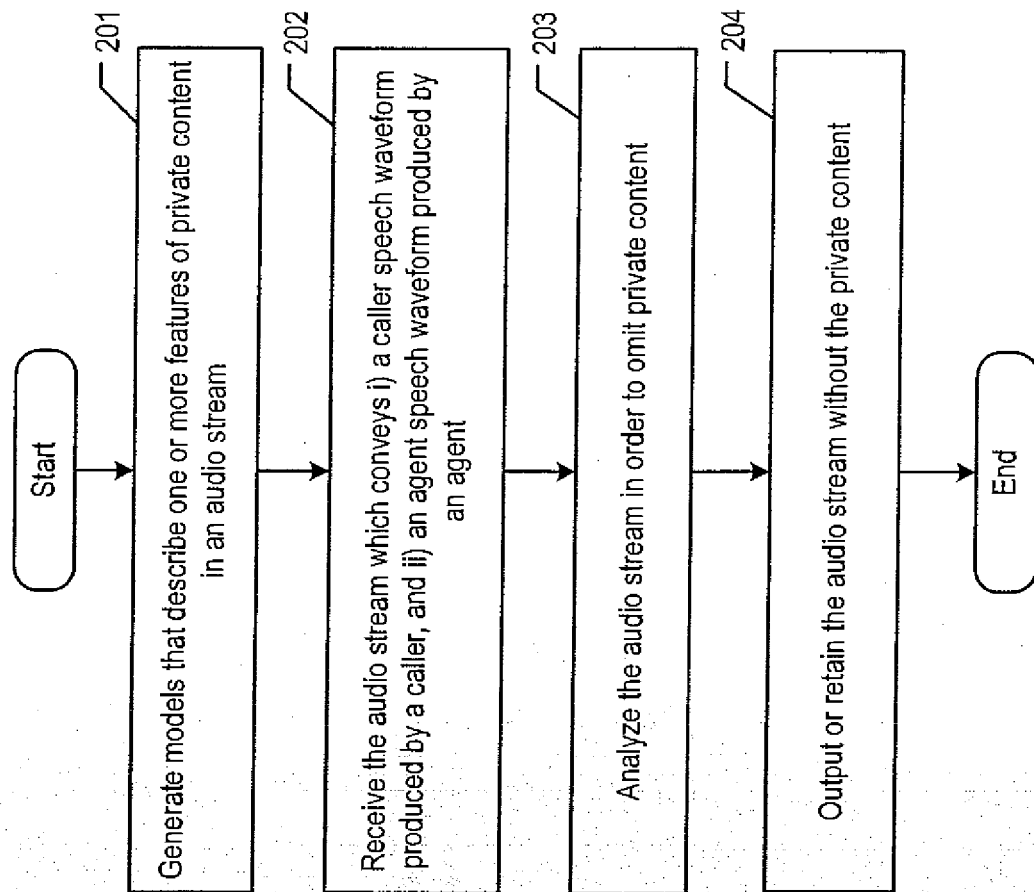 Start
201
Generate models that describe one or more features of private content
in an audio stream
202
Receive the audio stream which conveys i) a caller speech waveform
produced by a caller, and ii) an agent speech waveform produced by
an agent
203
Analyze the audio stream in order to omit private content
204
Output or retain the audio stream without the private content
End